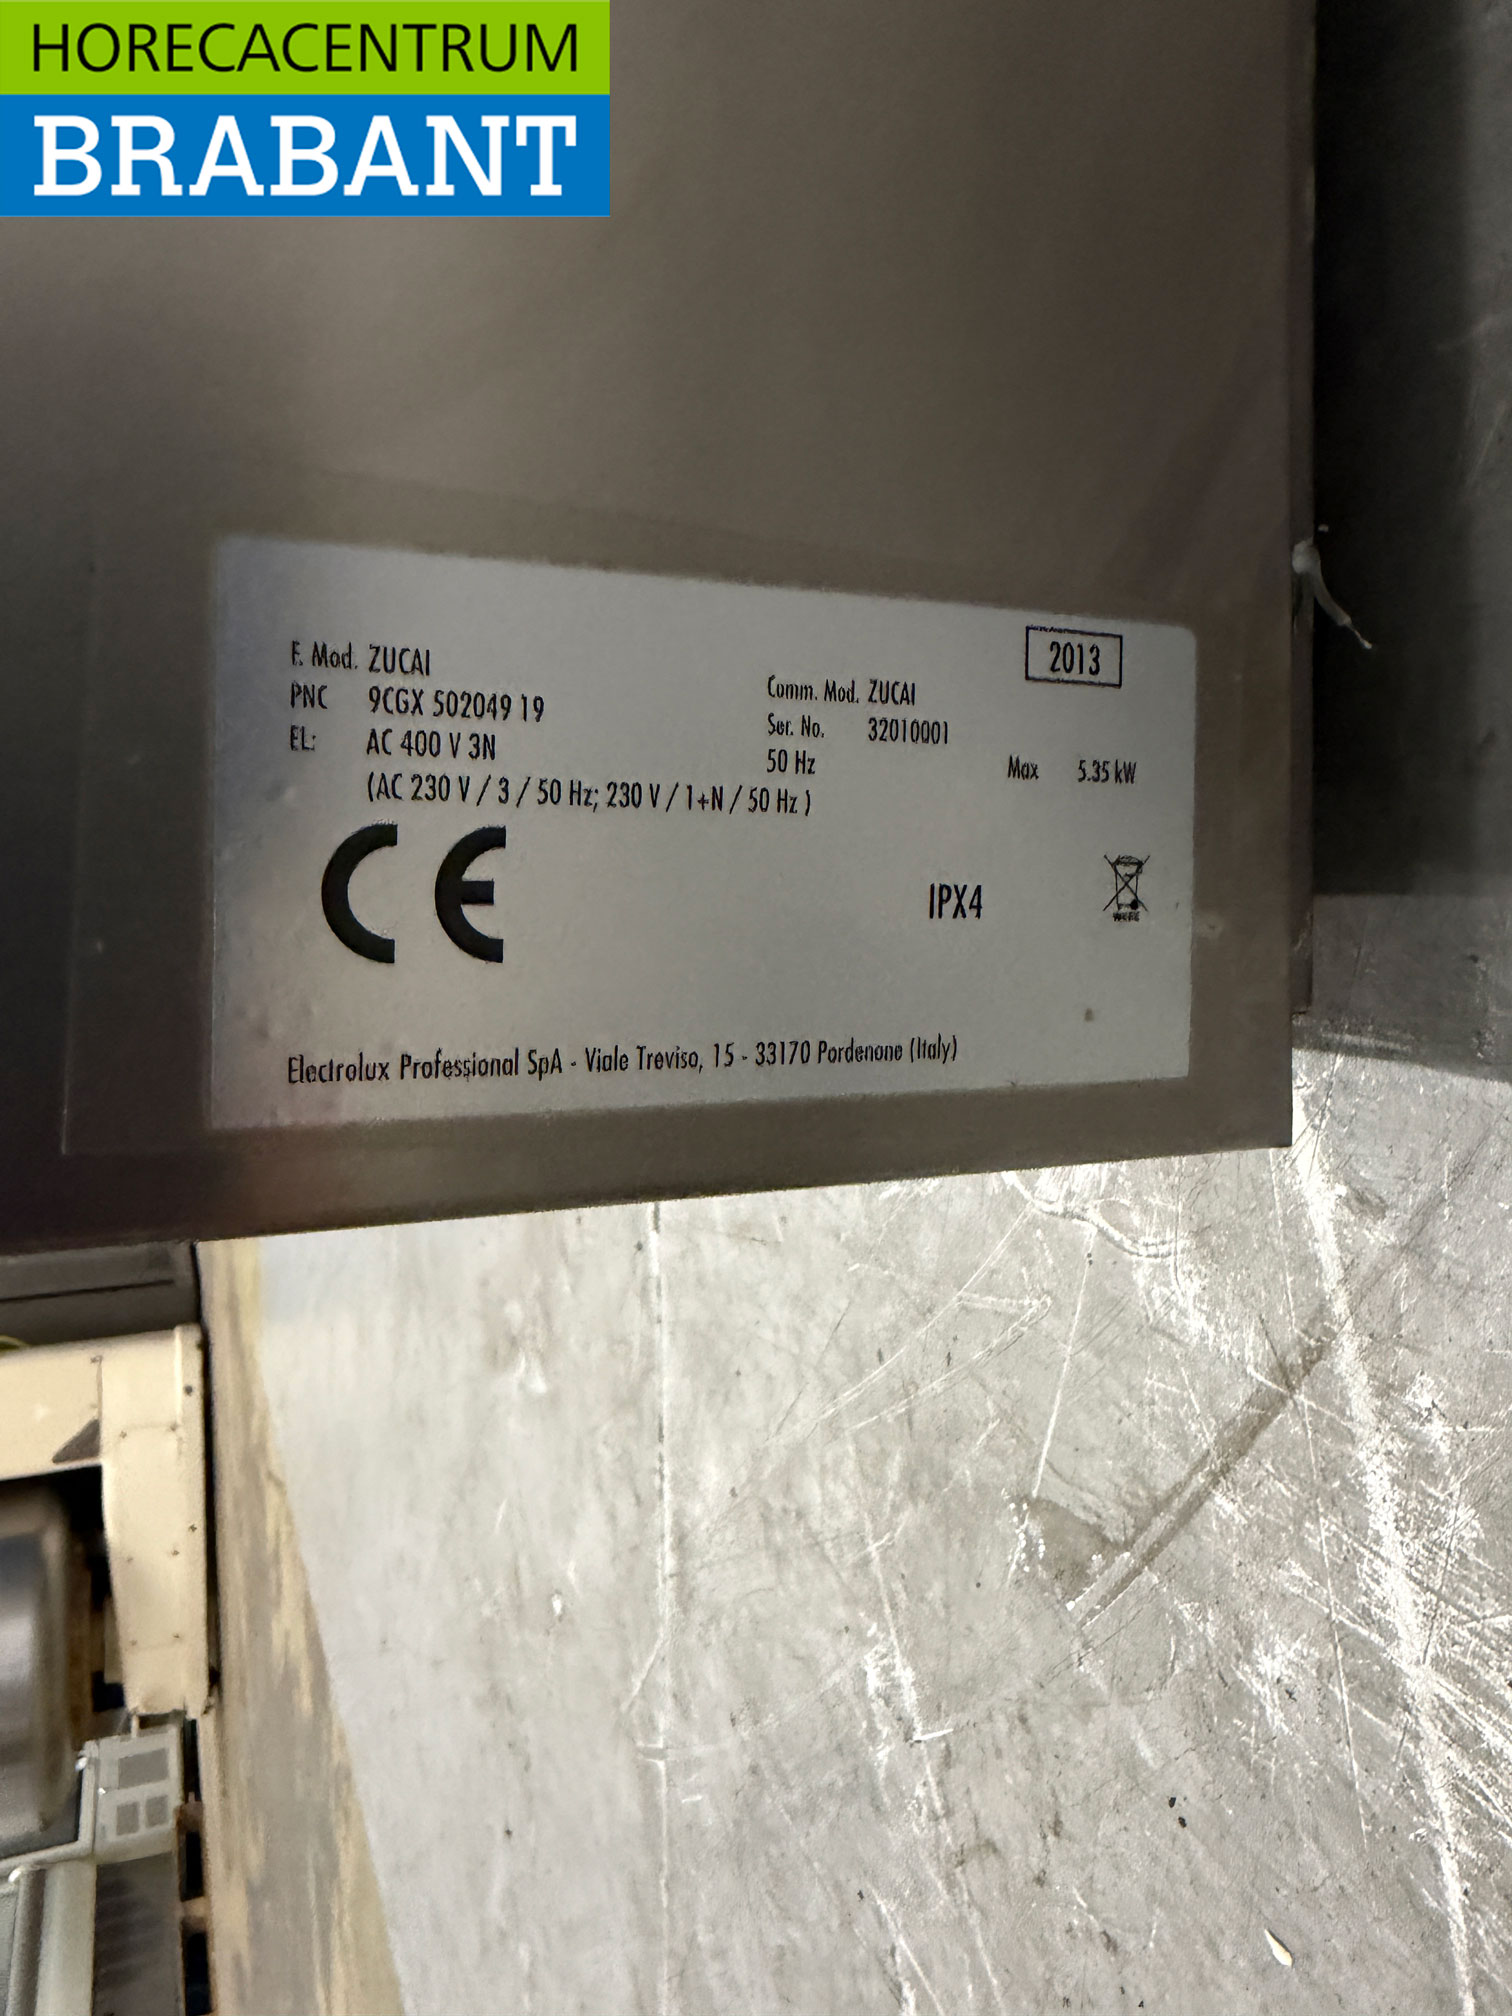 HORECACENTRUM
BRABANT
2013
F. Mod. ZUCAI
Comm. Mod. ZUCAI
PNC 9CGX 502049 19
Ser. No. 32010001
EL: AC 400 V 3N
50 Hz
Max 5.35 kW
(AC 230 V / 3 / 50 Hz; 230 V / 1+N / 50 Hz )
CE
IPX4
WEEE
Electrolux Professional SpA - Viale Treviso, 15 - 33170 Pordenone (Italy)